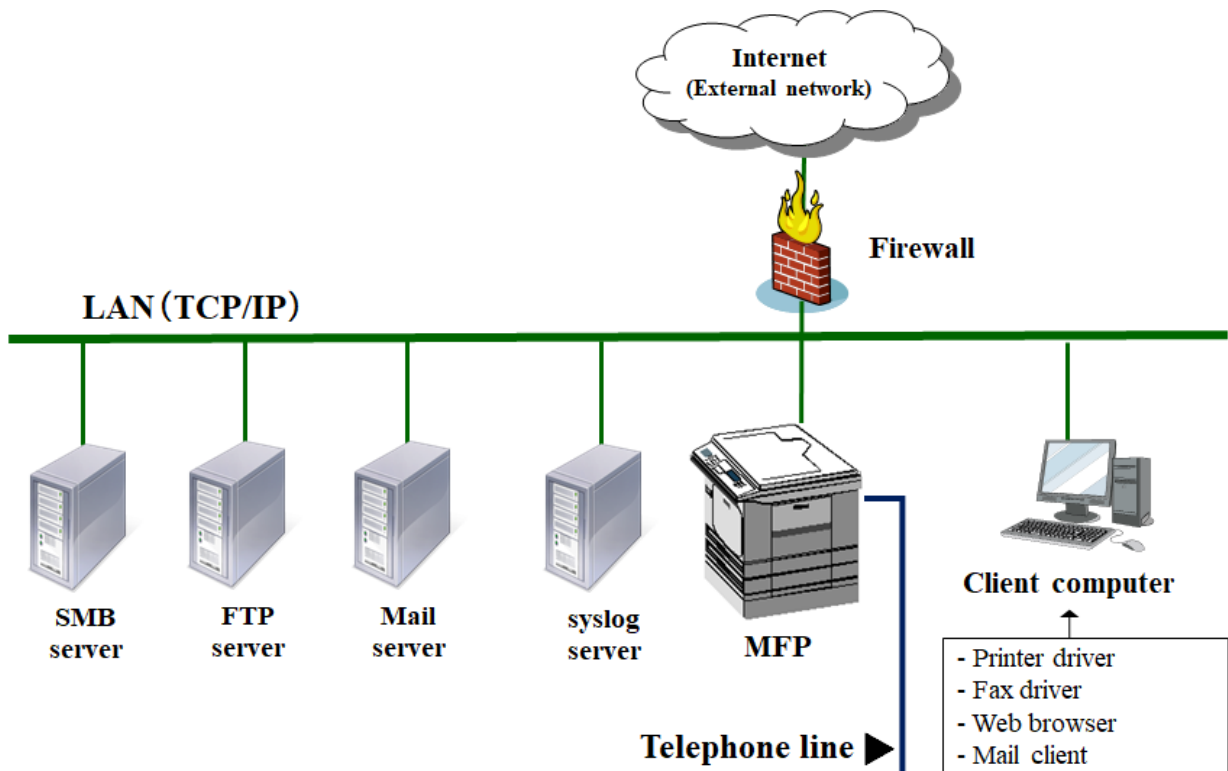 Internet
(External network)
Firewall
LAN (TCP/IP)
SMB
server
FTP
server
Mail
server
syslog
server
MFP
Client computer
- Printer driver
- Fax driver
- Web browser
- Mail client
Telephone line